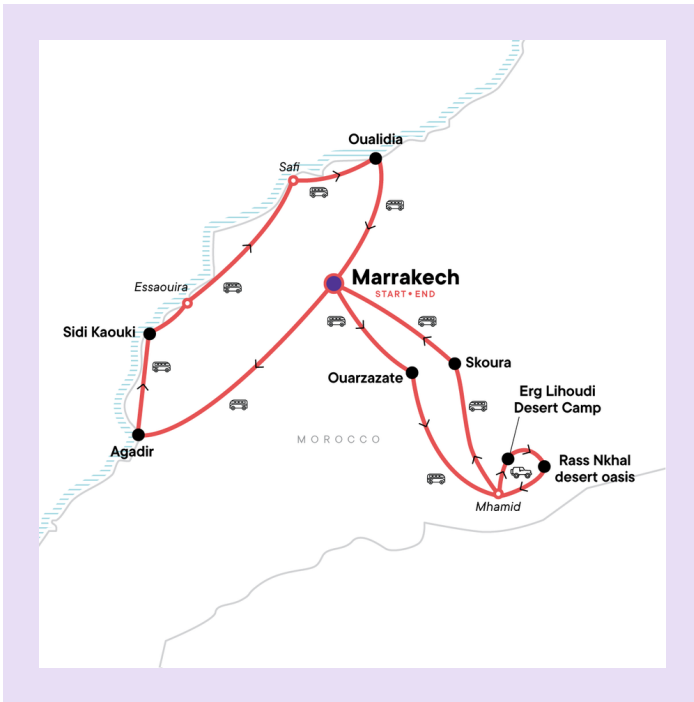 Oualidia
Safi
Marrakech
START • END
Essaouira
Sidi Kaouki
Skoura
Ouarzazate
Erg Lihoudi
Desert Camp
MOROCCO
Agadir
Rass Nkhal
desert oasis
Mhamid